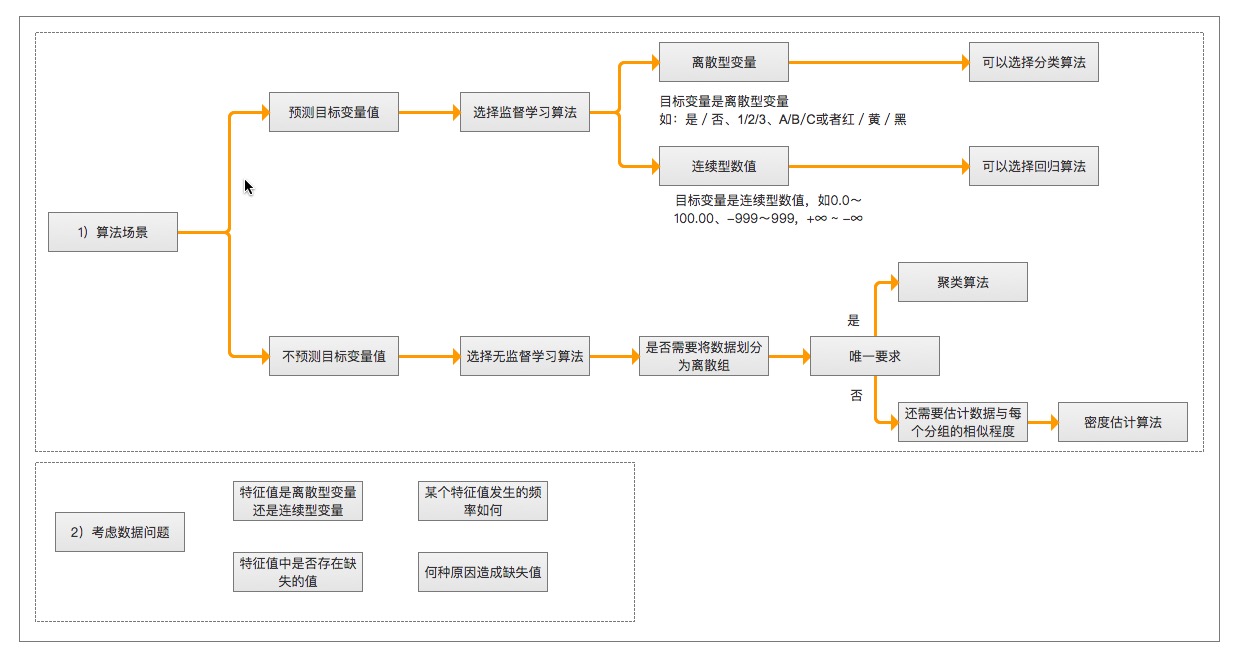 离散型变量
可以选择分类算法
预测目标变量值
选择监督学习算法
目标变量是离散型变量
如：是 / 否、1/2/3、A/B/C或者红 / 黄 / 黑
连续型数值
可以选择回归算法
目标变量是连续型数值，如0.0～
100.00、-999～999，+∞ ~ -∞
1）算法场景
聚类算法
是
不预测目标变量值
选择无监督学习算法
是否需要将数据划分
为离散组
唯一要求
否
还需要估计数据与每
个分组的相似程度
密度估计算法
2）考虑数据问题
特征值是离散型变量
还是连续型变量
某个特征值发生的频
率如何
特征值中是否存在缺
失的值
何种原因造成缺失值